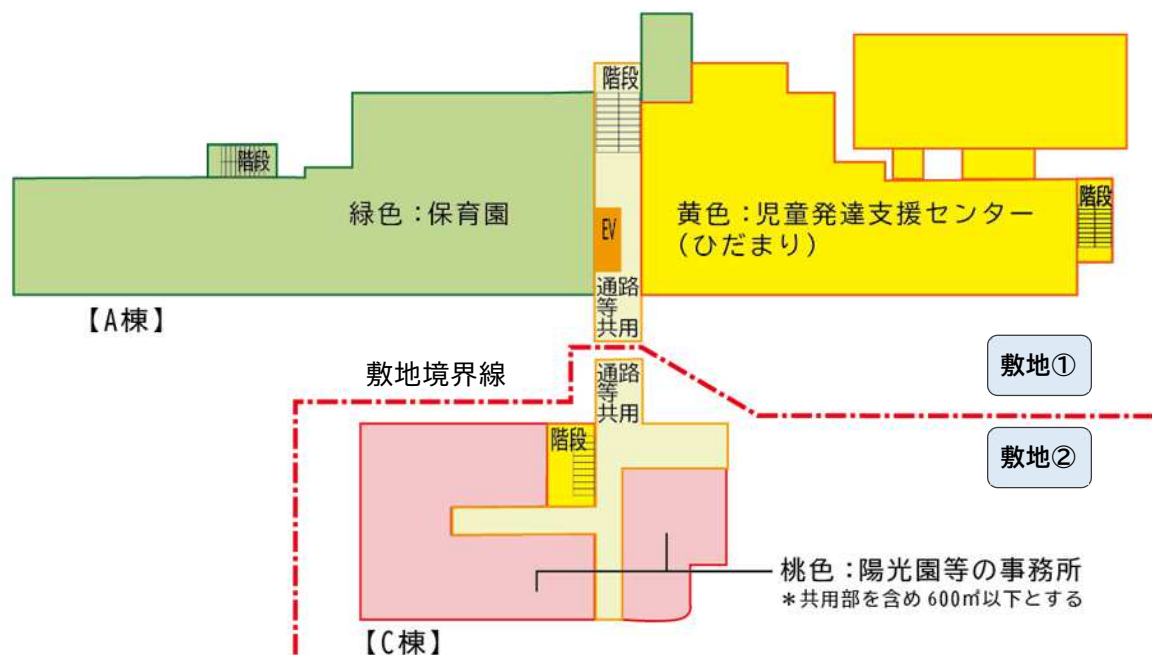 階段
階段
緑色：保育園
黄色：児童発達支援センター
（ひだまり）
階段
EV
通路
等
共用
【A棟】
敷地境界線
敷地①
通路
等
共用
階段
敷地②
桃色：陽光園等の事務所
＊共用部を含め600㎡以下とする
【C棟】